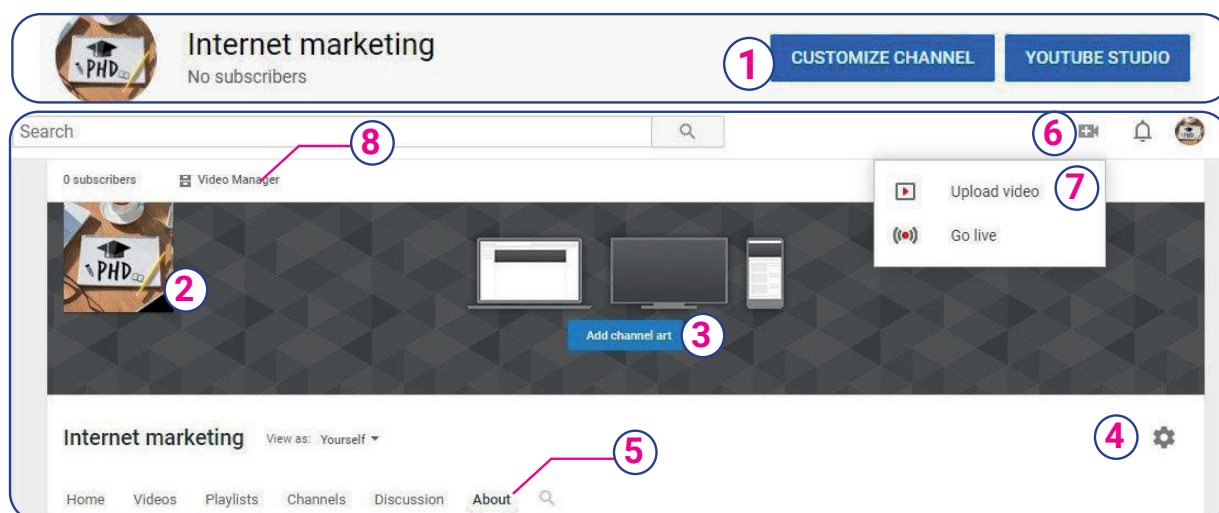 PHD
Internet marketing
No subscribers
1
CUSTOMIZE CHANNEL
YOUTUBE STUDIO
Search
8
6
0 subscribers
Video Manager
Upload video
7
Go live
PHD
2
Add channel art
3
Internet marketing
View as: Yourself
4
5
Home Videos Playlists Channels Discussion About